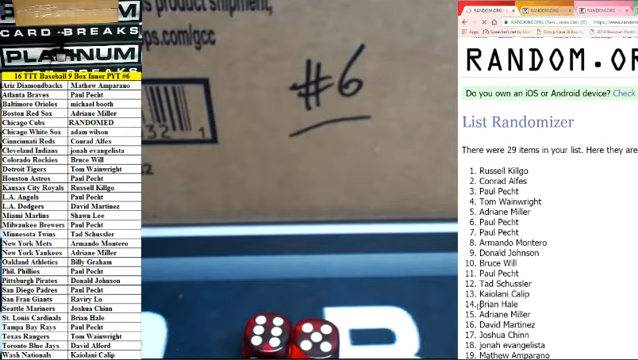 CARD BREAKS
PLATINUM
16 TTT Baseball 9 Box Inner PYT #6
Ariz Diamondbacks Mathew Amparano
Atlanta Braves Paul Pecht
Baltimore Orioles michael booth
Boston Red Sox Adriane Miller
Chicago Cubs RANDOMED
Chicago White Sox adam wilson
Cincinnati Reds Conrad Alfes
Cleveland Indians jonah evangelista
Colorado Rockies Bruce Will
Detroit Tigers Tom Wainwright
Houston Astros Paul Pecht
Kansas City Royals Russell Killgo
L.A. Angels Paul Pecht
L.A. Dodgers David Martinez
Miami Marlins Shawn Lee
Milwaukee Brewers Paul Pecht
Minnesota Twins Tad Schussler
New York Mets Armando Montero
New York Yankees Adriane Miller
Oakland Athletics Billy Graham
Phil. Phillies Paul Pecht
Pittsburgh Pirates Donald Johnson
San Diego Padres Paul Pecht
San Fran Giants Raviry Lo
Seattle Mariners Joshua Chinn
St. Louis Cardinals Brian Hale
Tampa Bay Rays Paul Pecht
Texas Rangers Tom Wainwright
Toronto Blue Jays David Alford
Wash Nationals Kaiolani Calip
s product shipment,
ps.com/gcc
#6
32 1
52
RANDOM.O
Do you own an iOS or Android device? Check
List Randomizer
There were 29 items in your list. Here they are
1. Russell Killgo
2. Conrad Alfes
3. Paul Pecht
4. Tom Wainwright
5. Adriane Miller
6. Paul Pecht
7. Paul Pecht
8. Armando Montero
9. Donald Johnson
10. Bruce Will
11. Paul Pecht
12. Tad Schussler
13. Kaiolani Calip
14. Brian Hale
15. Adriane Miller
16. David Martinez
17. Joshua Chinn
18. jonah evangelista
19. Mathew Amparano